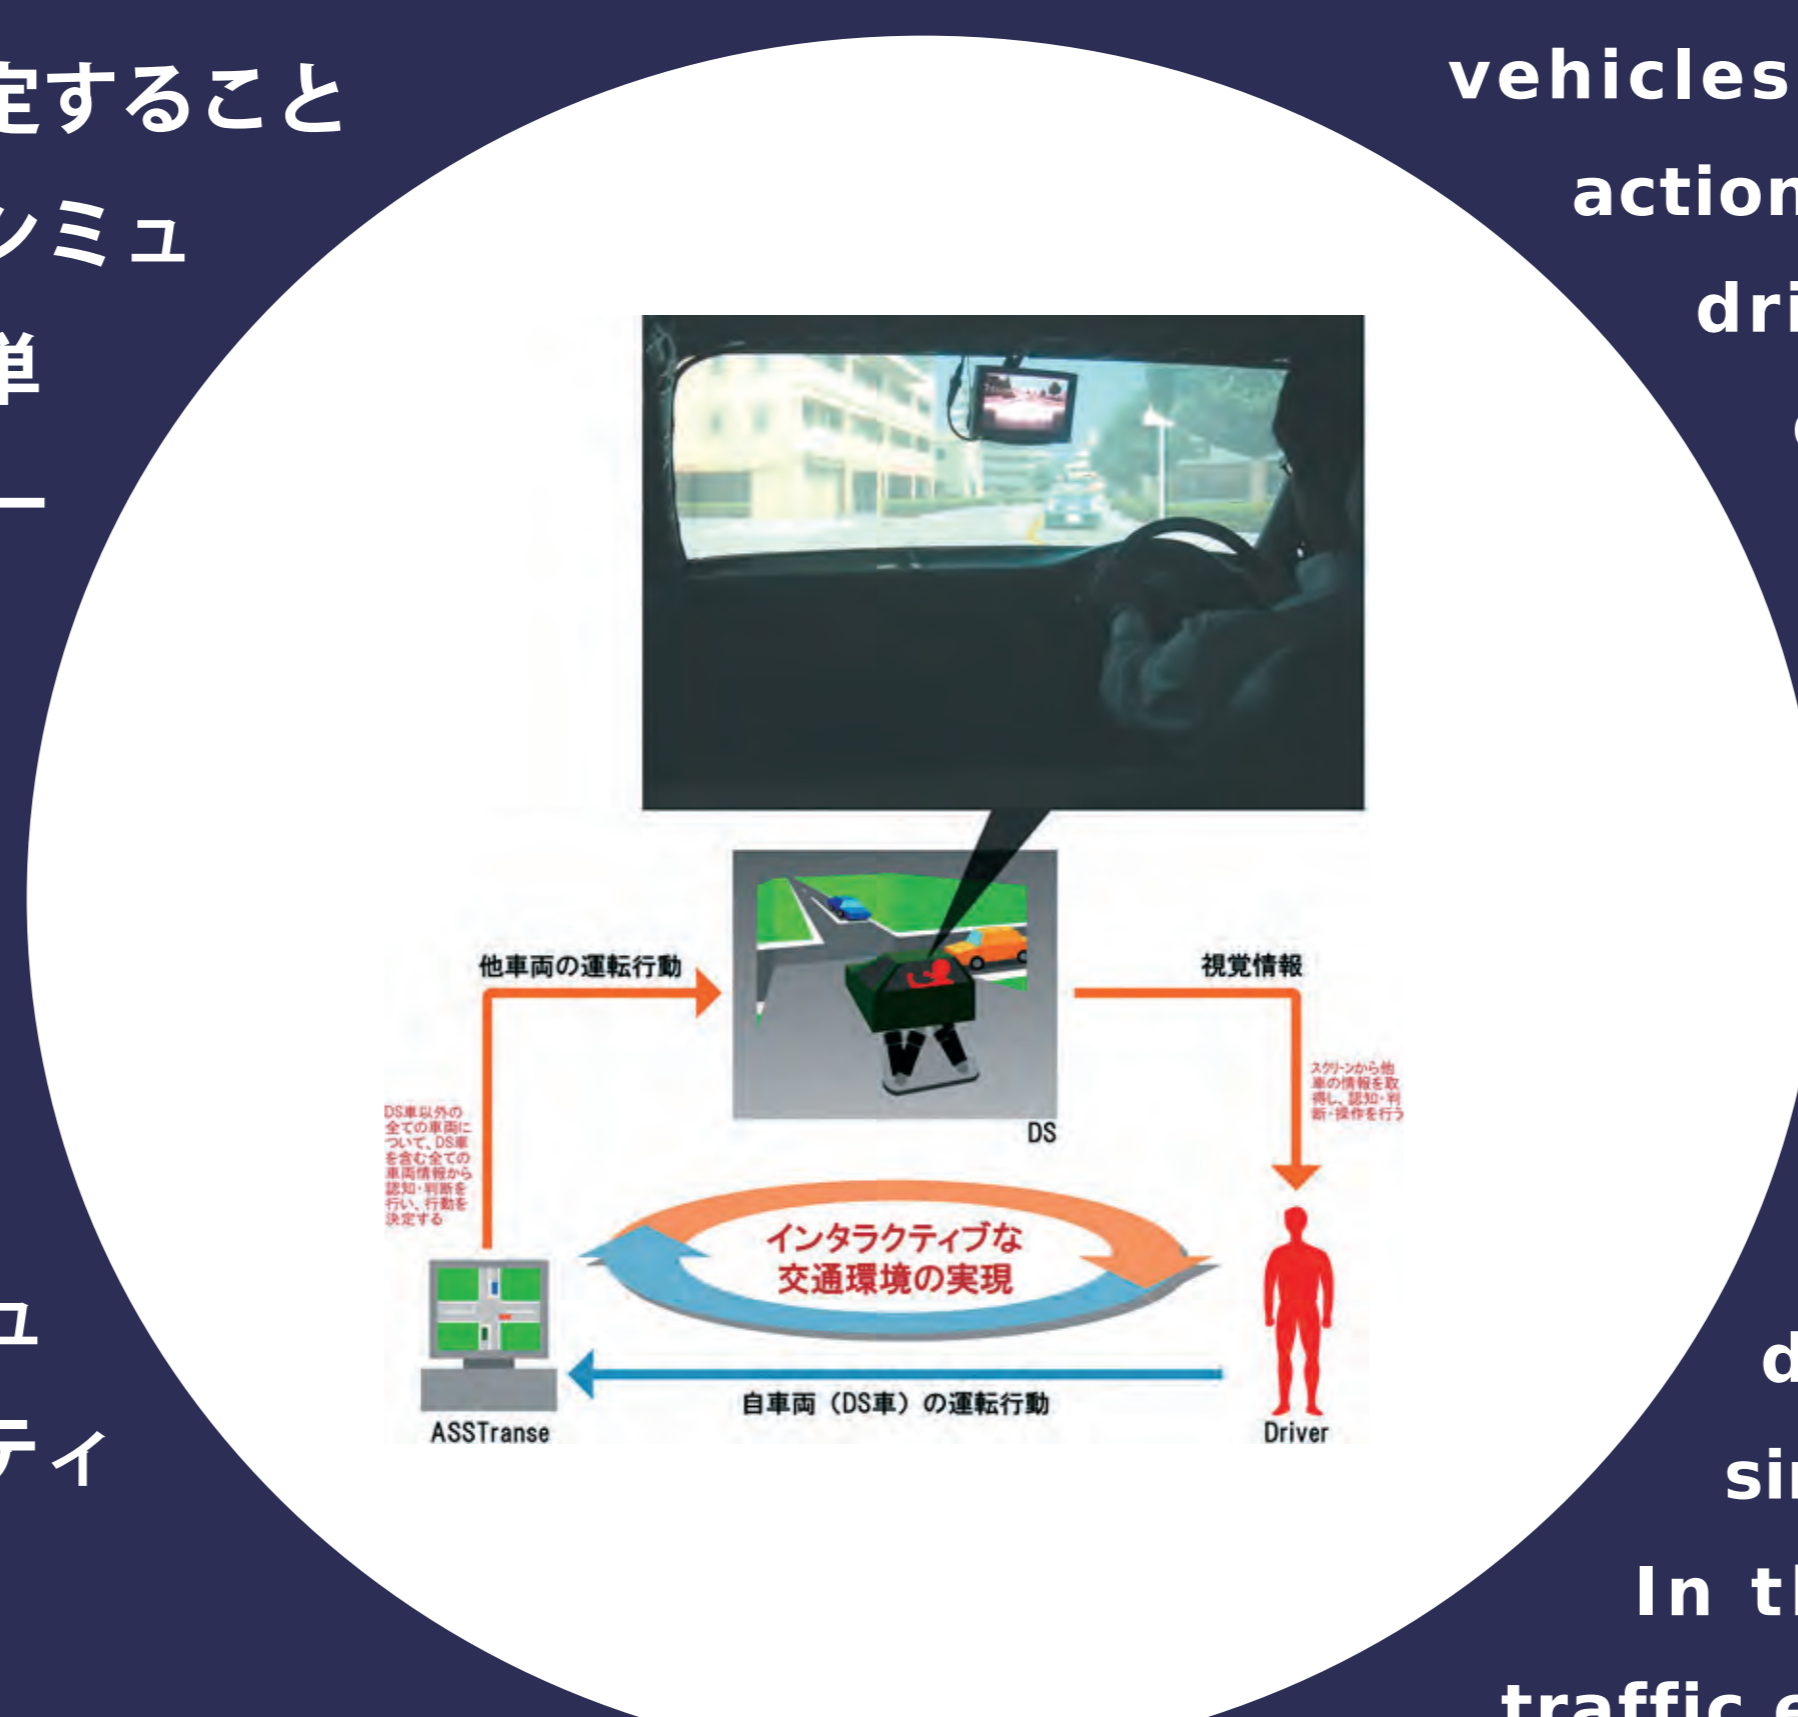 定すること
ンミュ
単
ー
ュ
ティ
vehicles
action
dri
d
sin
In th
traffic e
他車両の運転行動
視覚情報
スクリーンから他
車の情報を取
得し、認知・判
断・操作を行う
DS車以外の
全ての車両に
ついて、DS車
を含む全ての
車両情報から
認知・判断を
行い、行動を
決定する
DS
インタラクティブな
交通環境の実現
自車両（DS車）の運転行動
ASSTranse
Driver